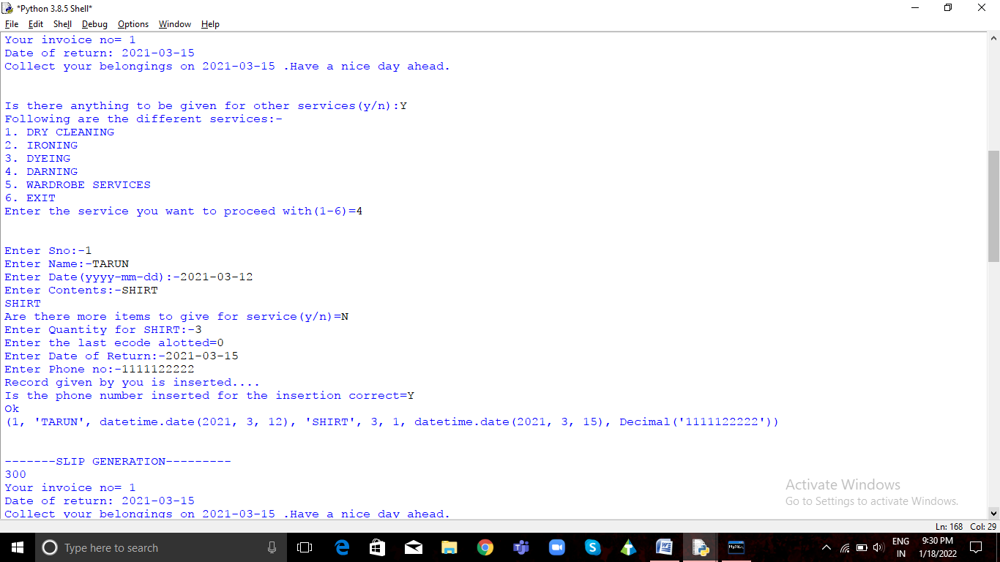 *Python 3.8.5 Shell*
File Edit Shell Debug Options Window Help
Your invoice no= 1
Date of return: 2021-03-15
Collect your belongings on 2021-03-15 .Have a nice day ahead.
Is there anything to be given for other services(y/n):Y
Following are the different services:-
1. DRY CLEANING
2. IRONING
3. DYEING
4. DARNING
5. WARDROBE SERVICES
6. EXIT
Enter the service you want to proceed with(1-6)=4
Enter Sno:-1
Enter Name:-TARUN
Enter Date(yyyy-mm-dd):-2021-03-12
Enter Contents:-SHIRT
SHIRT
Are there more items to give for service(y/n)=N
Enter Quantity for SHIRT:-3
Enter the last ecode alotted=0
Enter Date of Return:-2021-03-15
Enter Phone no:-1111122222
Record given by you is inserted....
Is the phone number inserted for the insertion correct=Y
Ok
(1, 'TARUN', datetime.date(2021, 3, 12), 'SHIRT', 3, 1, datetime.date(2021, 3, 15), Decimal('1111122222'))
-------SLIP GENERATION---------
300
Your invoice no= 1
Date of return: 2021-03-15
Collect your belongings on 2021-03-15 .Have a nice day ahead.
Activate Windows
Go to Settings to activate Windows.
Ln: 168 Col: 29
Type here to search
ENG
IN
9:30 PM
1/18/2022